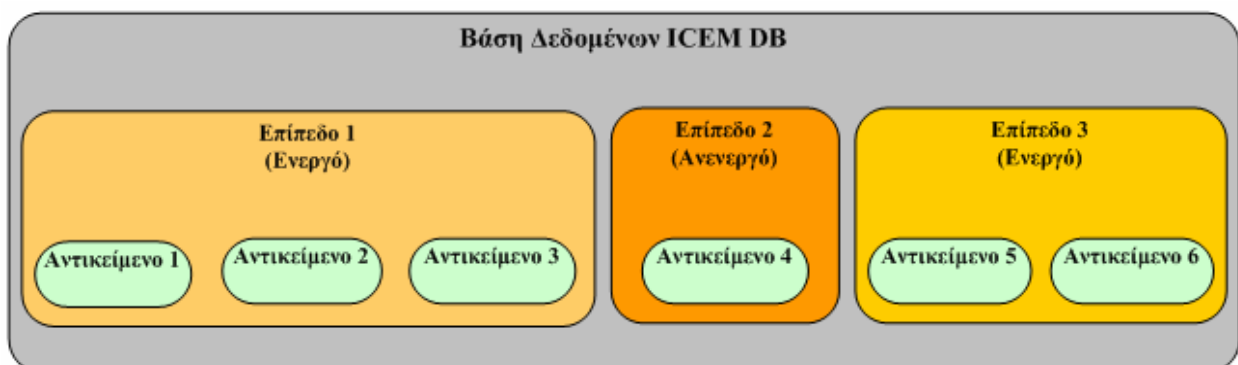 Βάση Δεδομένων ICEM DB
Επίπεδο 1
(Ενεργό)
Αντικείμενο 1
Αντικείμενο 2
Αντικείμενο 3
Επίπεδο 2
(Ανενεργό)
Αντικείμενο 4
Επίπεδο 3
(Ενεργό)
Αντικείμενο 5
Αντικείμενο 6